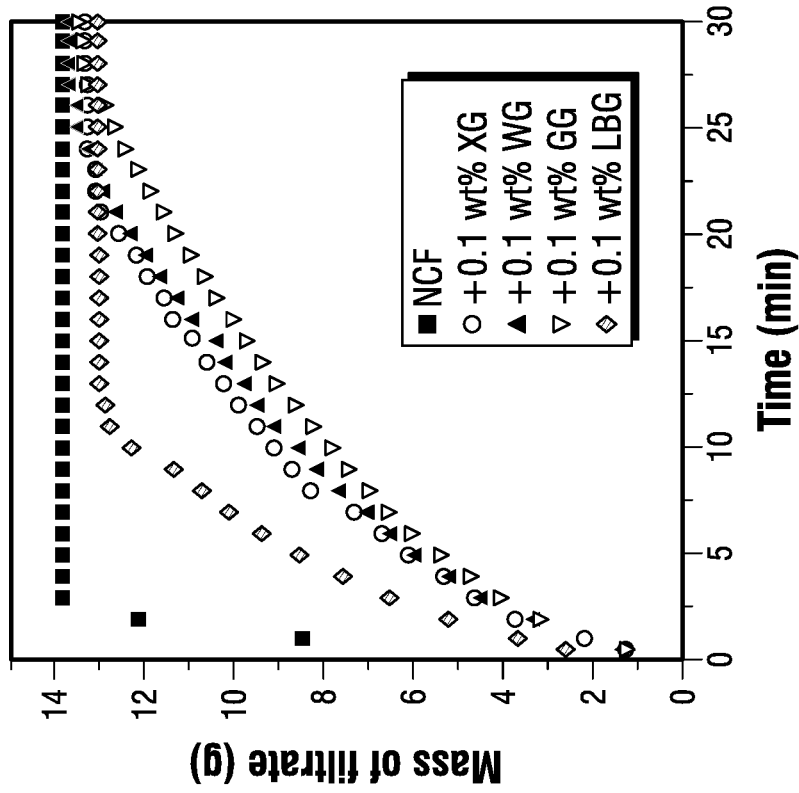 Mass of filtrate (g)
14
12
10
8
6
4
2
0
NCF
+0.1 wt% XG
+0.1 wt% WG
+0.1 wt% GG
+0.1 wt% LBG
0 5 10 15 20 25 30
Time (min)